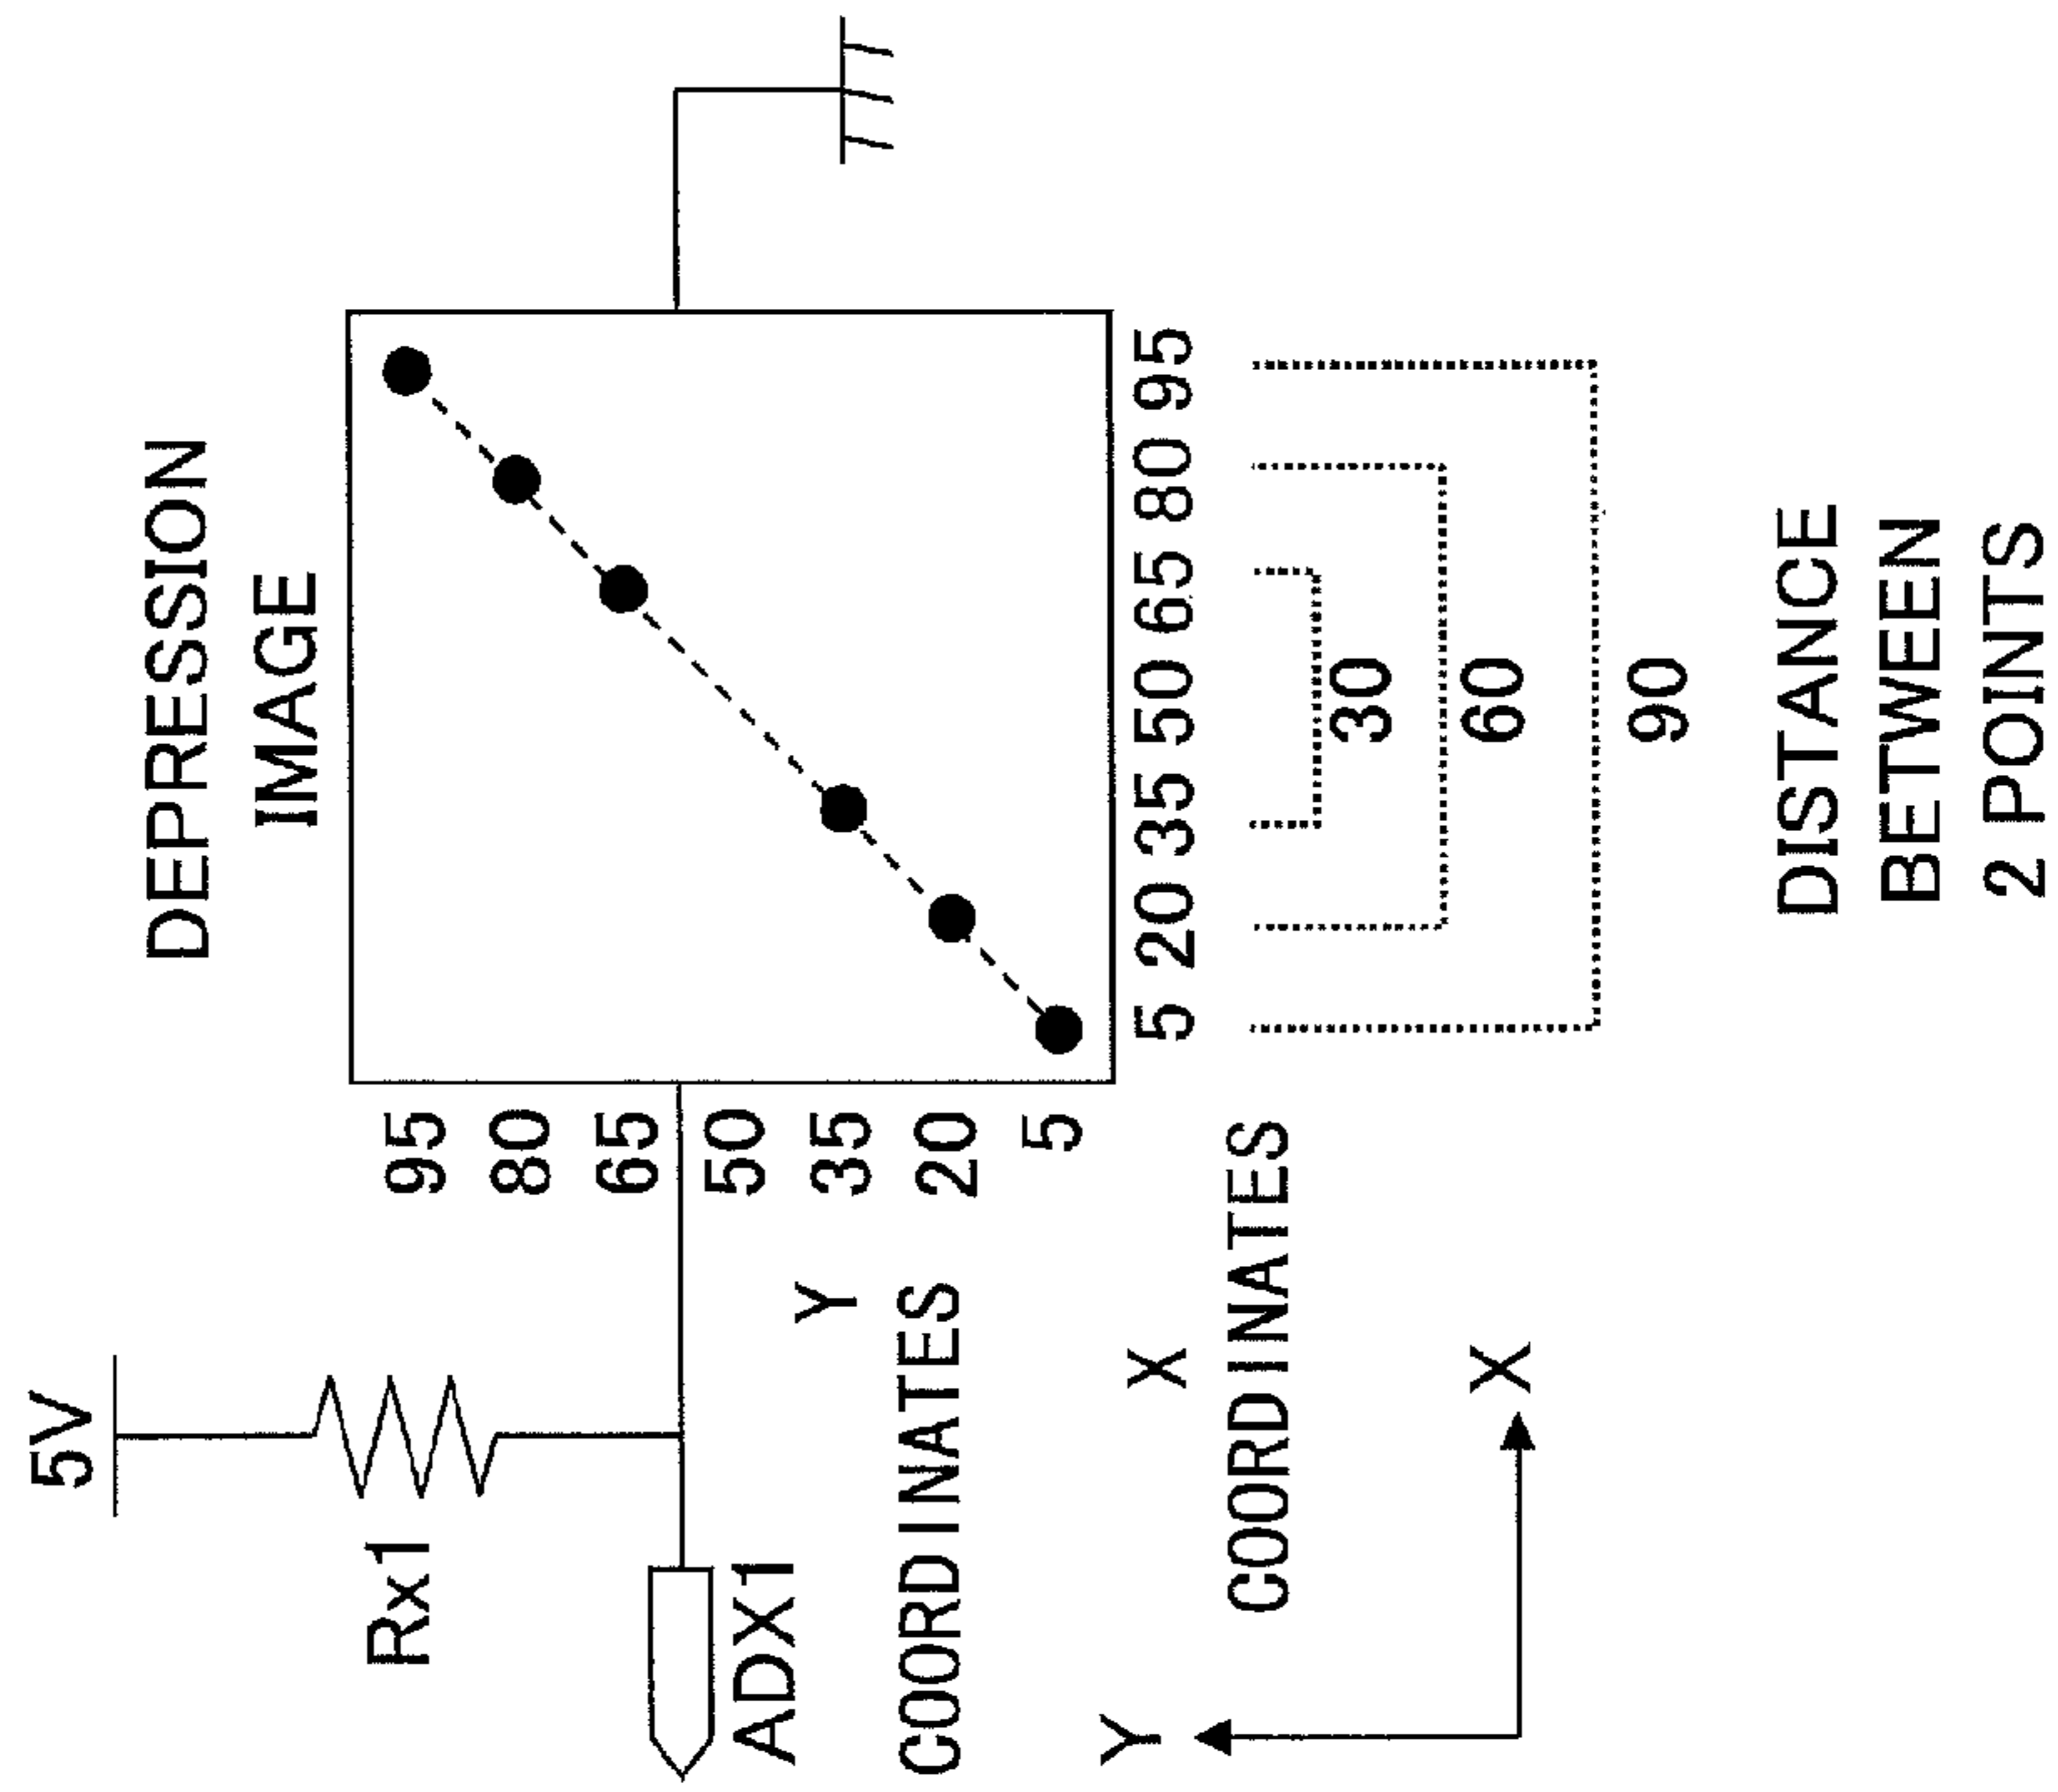 DEPRESSION
IMAGE
5V
Rx1
ADX1
95
80
65
50
35
20
5
Y
COORDINATES
X
COORDINATES
5 20 35 50 65 80 95
30
60
90
Y
X
DISTANCE
BETWEEN
2 POINTS